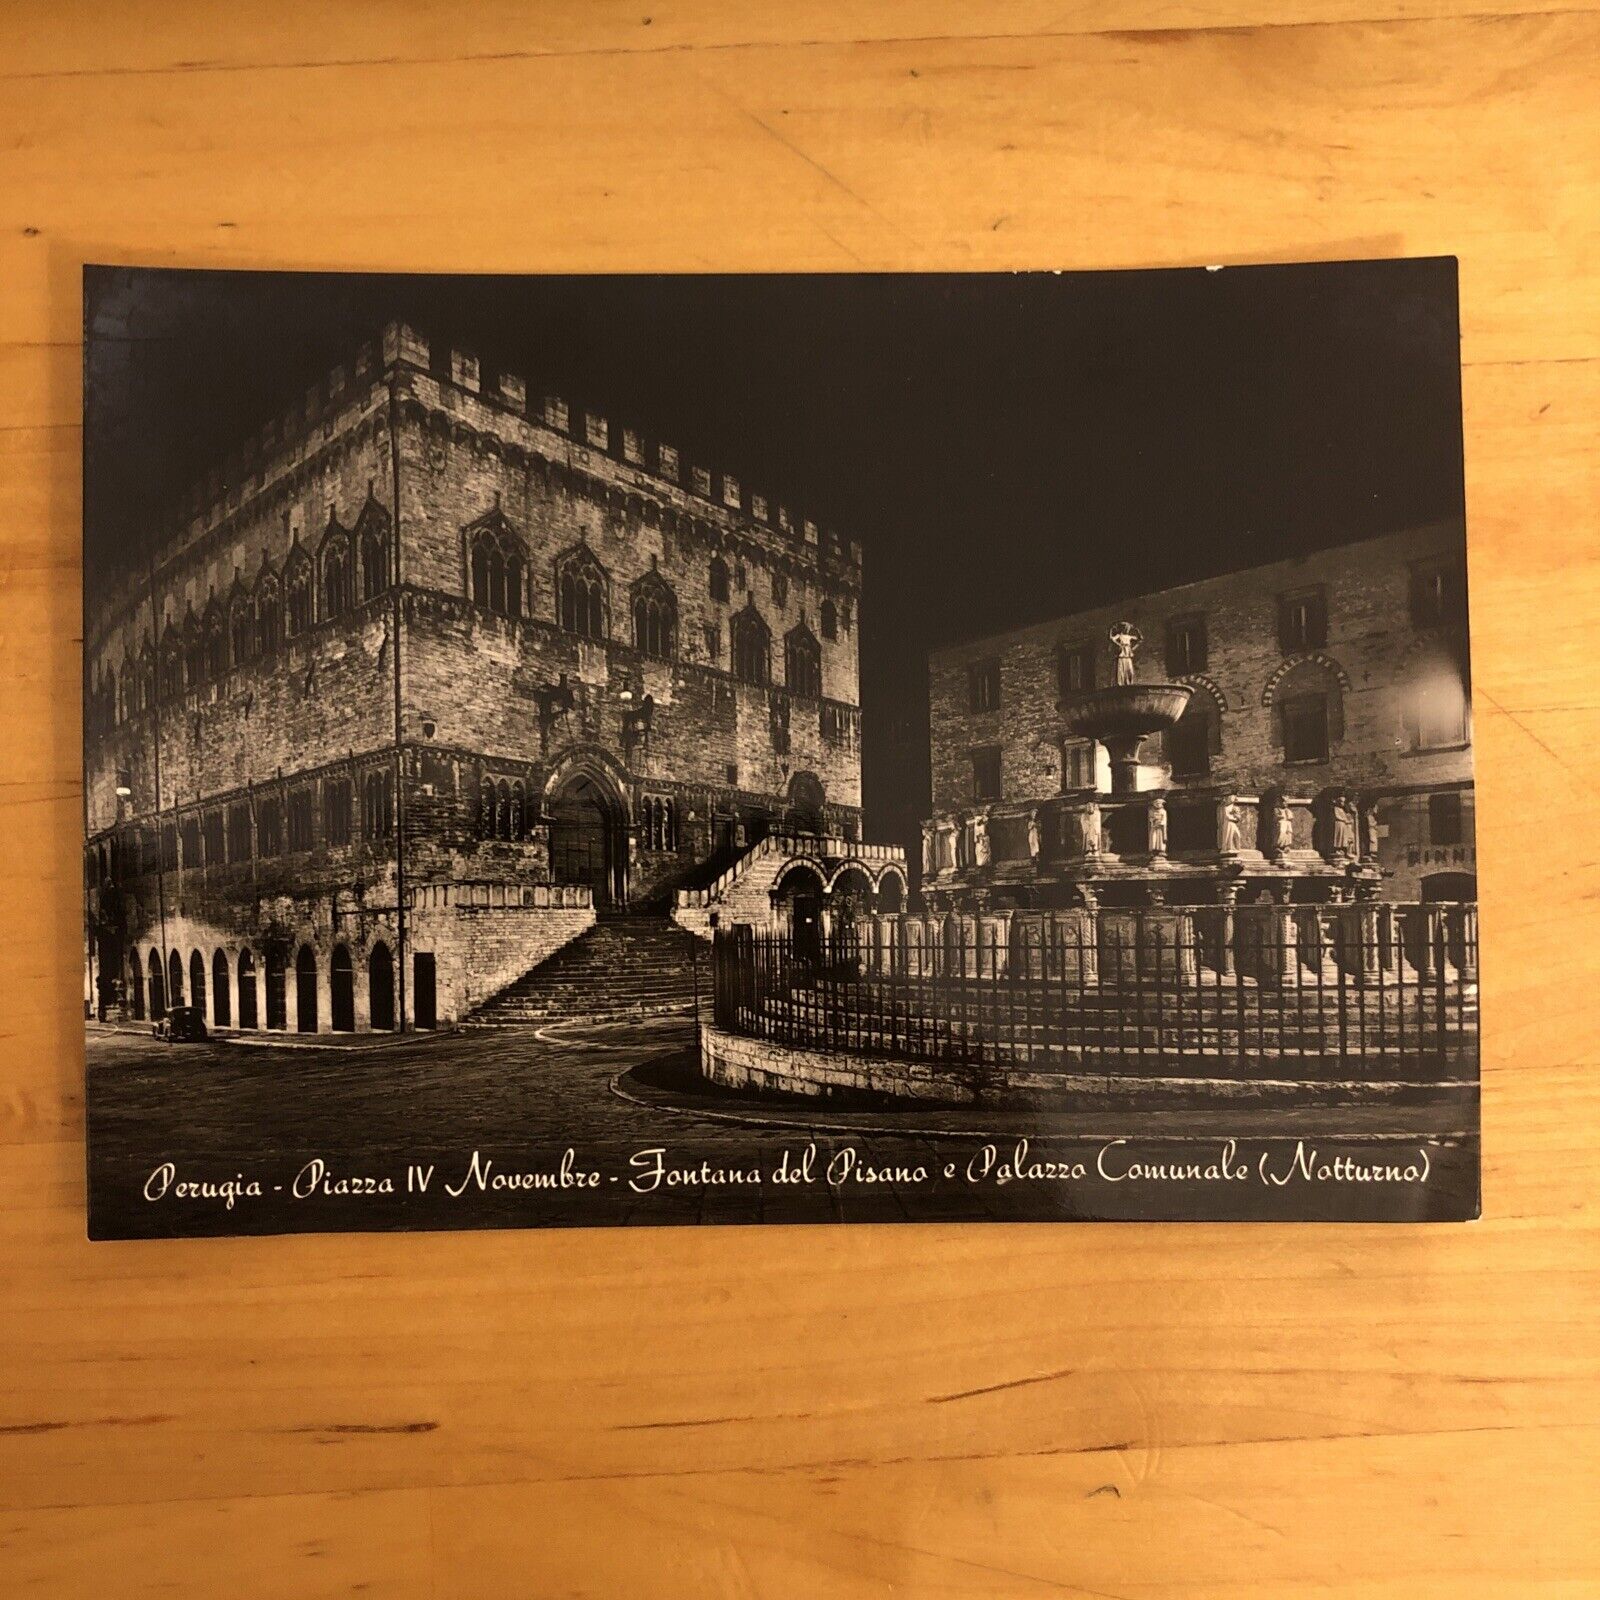 Perugia - Piazza IV Novembre - Fontana del Pisano e Palazzo Comunale (Notturno)